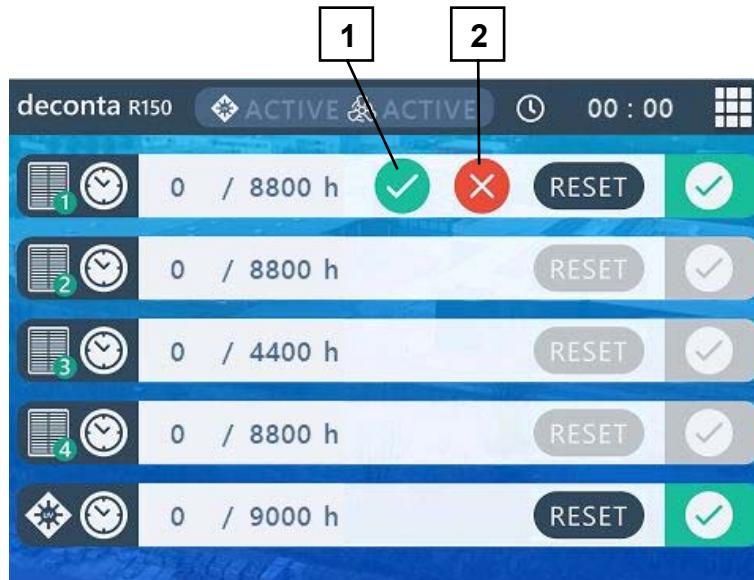 1 2
deconta R150 ACTIVE ACTIVE 00 : 00
1 0 / 8800 h RESET
2 0 / 8800 h RESET
3 0 / 4400 h RESET
4 0 / 8800 h RESET
UV 0 / 9000 h RESET